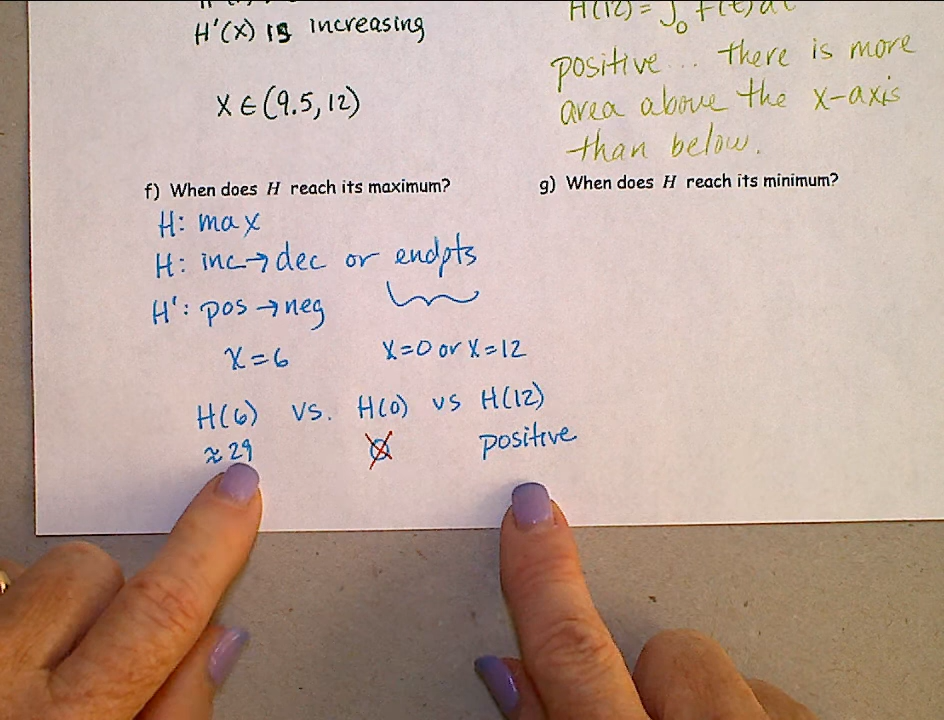 H'(x) is increasing
x ∈ (9.5, 12)
H(12) = ∫₀ f(t) dt
positive... there is more
area above the x-axis
than below.
f) When does H reach its maximum?
H: max
H: inc → dec or endpts
H': pos → neg
x = 6 x = 0 or x = 12
H(6) vs. H(0) vs H(12)
≈ 29 0 positive
g) When does H reach its minimum?